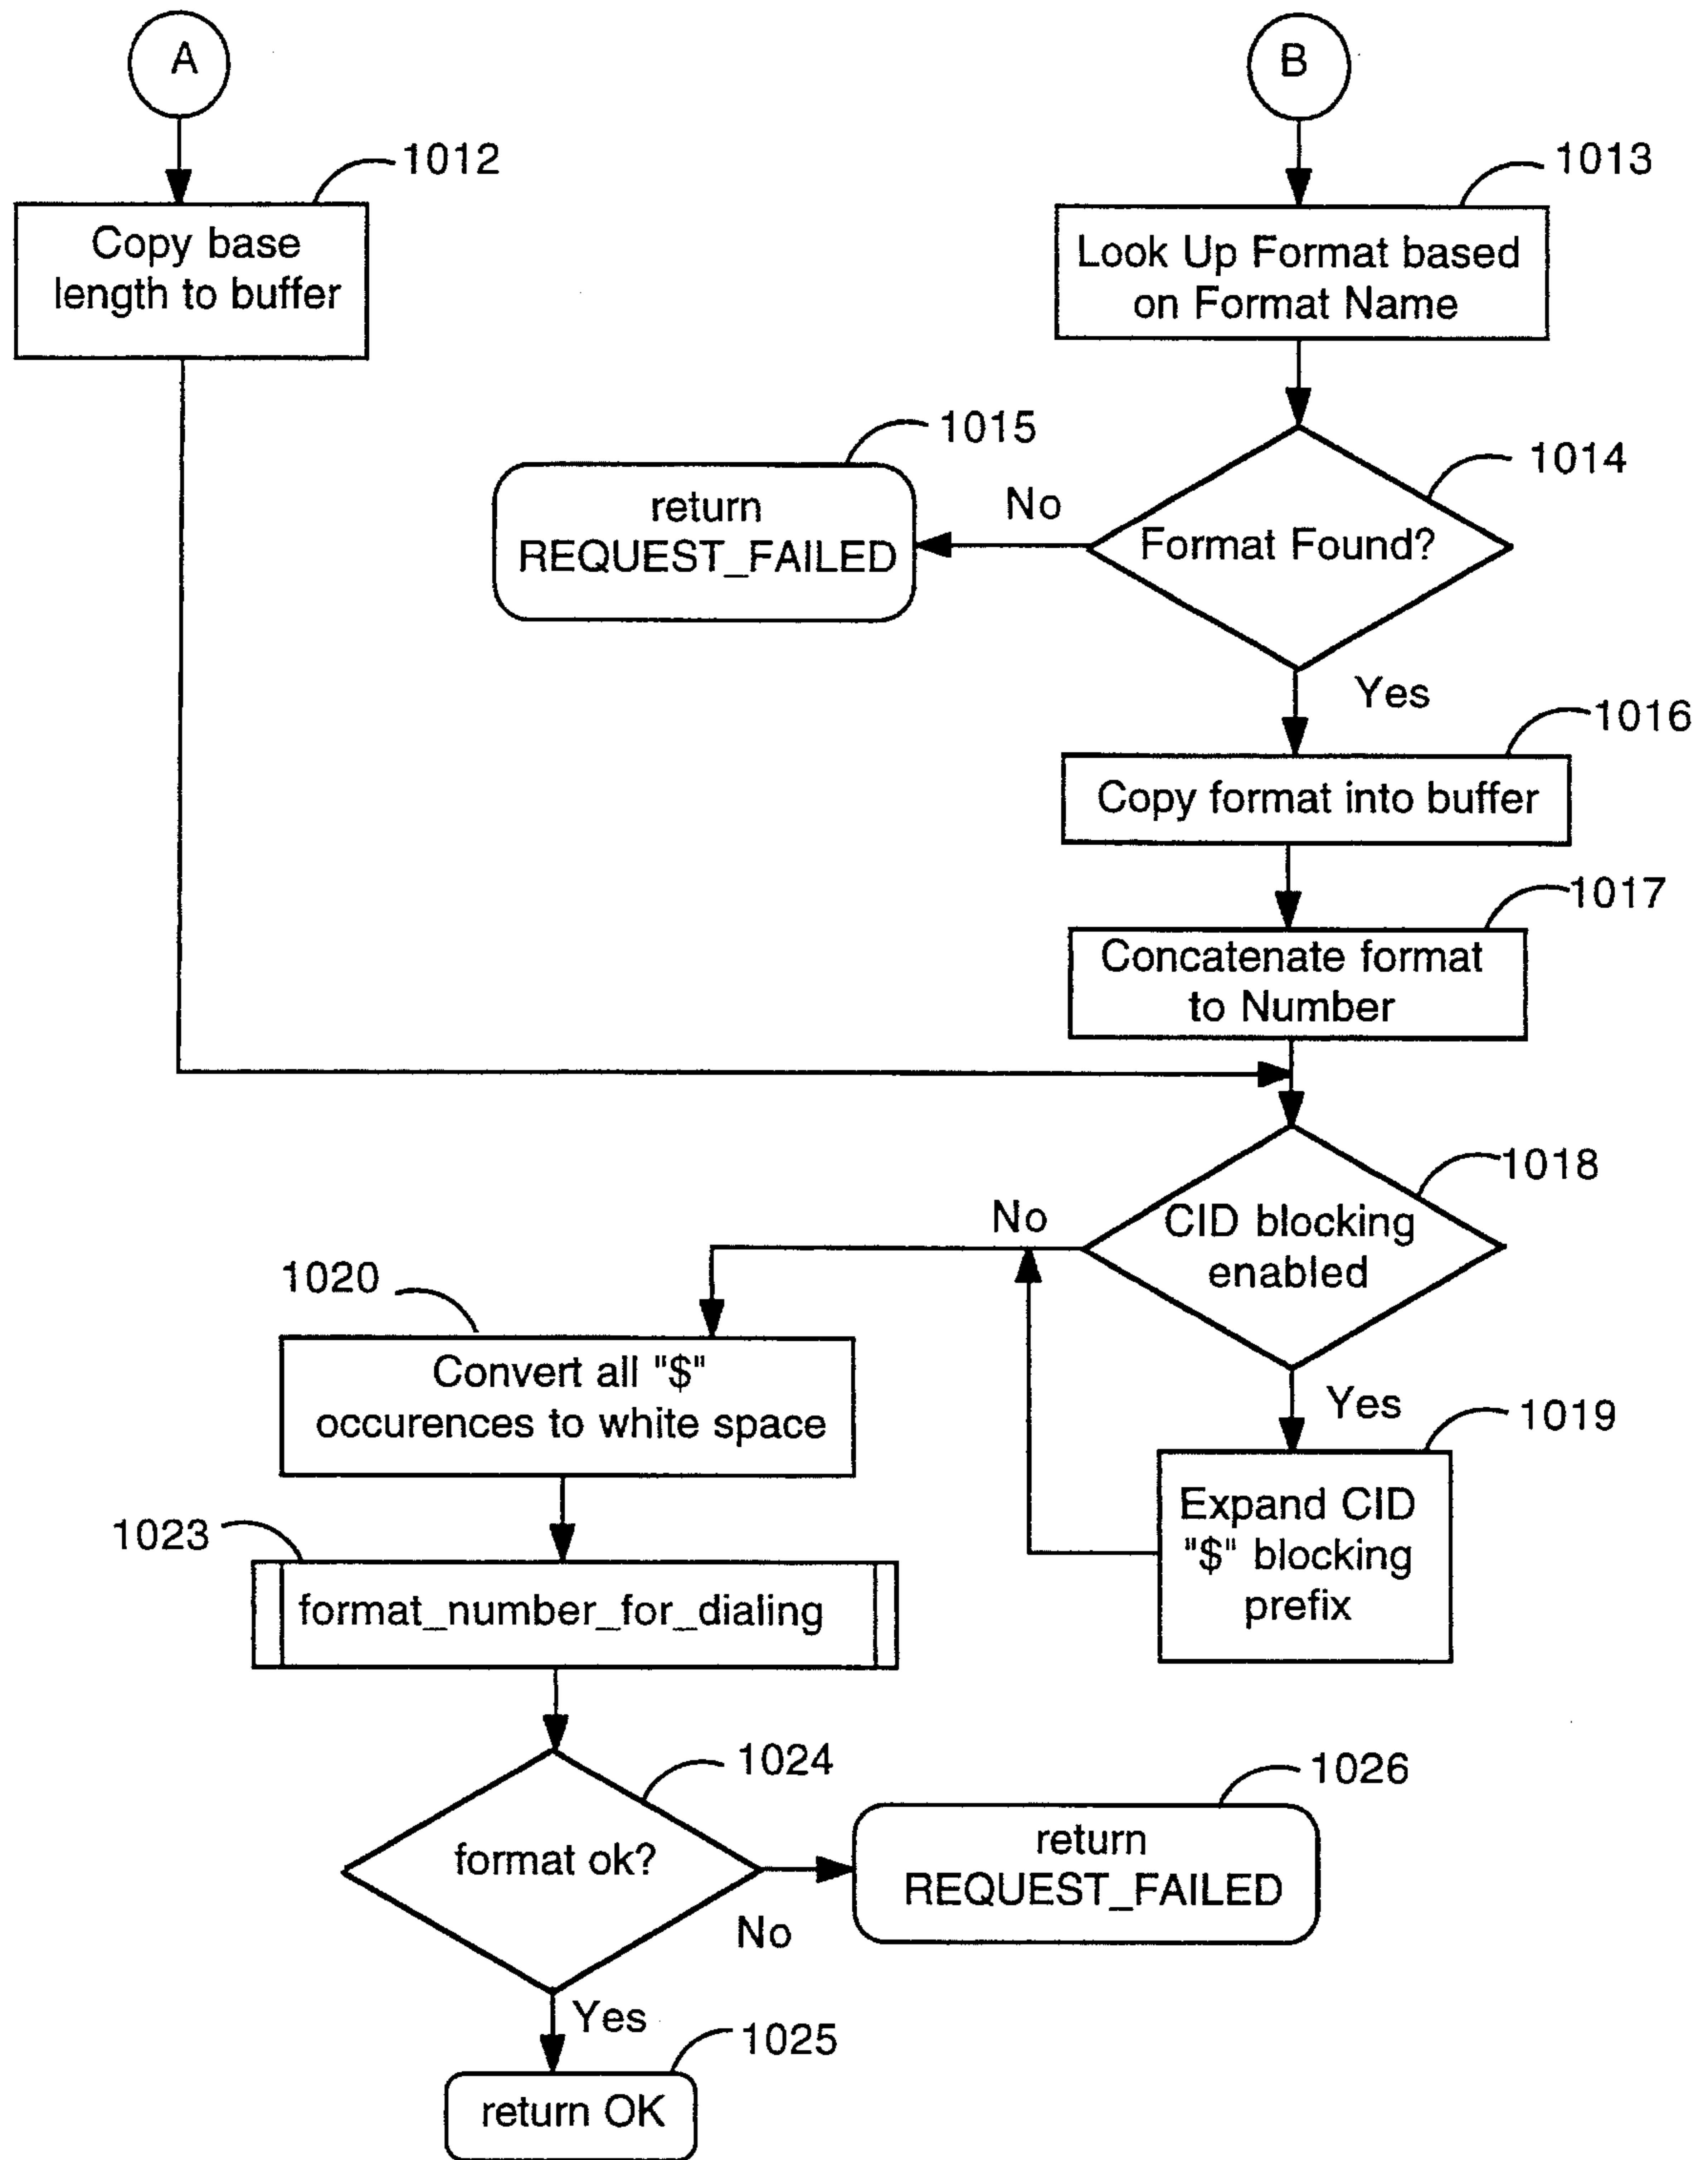 A
B
1012
1013
Copy base
length to buffer
Look Up Format based
on Format Name
1015
1014
return
REQUEST_FAILED
No
Format Found?
Yes
1016
Copy format into buffer
1017
Concatenate format
to Number
1018
No
CID blocking
enabled
1020
Convert all "$"
occurences to white space
Yes
1019
Expand CID
"$" blocking
prefix
1023
format_number_for_dialing
1024
1026
format ok?
return
REQUEST_FAILED
No
Yes
1025
return OK